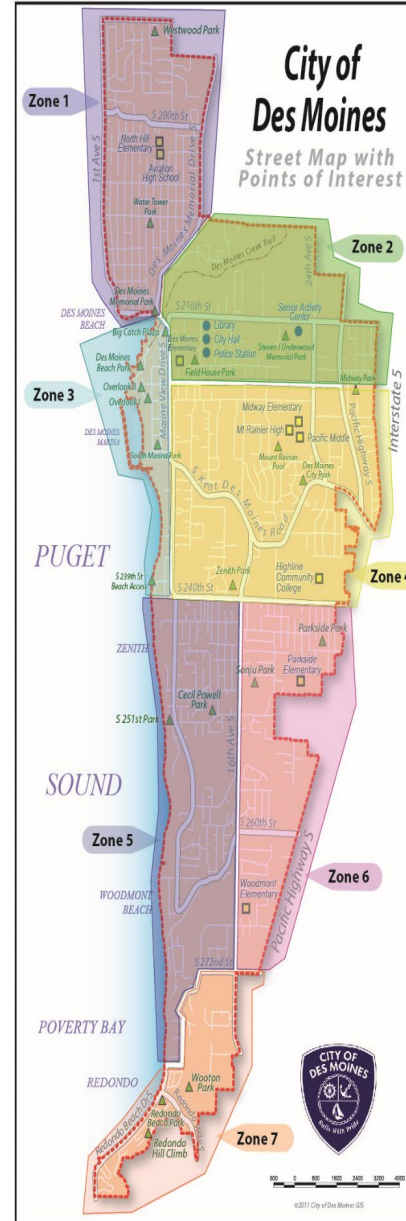 City of
Des Moines
Street Map with
Points of Interest
Westwood Park
Zone 1
S 200th St
1st Ave S
North Hill
Elementary
Aviation
High School
Water Tower
Park
Des Moines Memorial Drive S
Zone 2
24th Ave S
Des Moines Creek Trail
Des Moines
Memorial Park
S 216th St
Senior Activity
Center
DES MOINES
BEACH
Big Catch Plaza
Library
City Hall
Police Station
Des Moines
Elementary
Steven J Underwood
Memorial Park
Field House Park
Des Moines
Beach Park
Midway Park
Interstate 5
Zone 3
Overlook II
Overlook I
Marine View Drive S
DES MOINES
MARINA
South Marina Park
Midway Elementary
Mt Rainier High
Pacific Middle
Mount Rainier
Pool
Des Moines
City Park
Pacific Highway S
S Kent Des Moines Road
PUGET
S 239th St
Beach Access
S 240th St
Zenith Park
Highline
Community
College
Zone 4
ZENITH
Parkside Park
Sonju Park
Parkside
Elementary
Cecil Powell
Park
S 251st Park
16th Ave S
SOUND
S 260th St
Zone 5
Zone 6
WOODMONT
BEACH
Woodmont
Elementary
Pacific Highway S
S 272nd St
POVERTY BAY
REDONDO
Wooton
Park
Redondo Beach Dr S
Redondo
Beach Park
Redondo
Hill Climb
Zone 7
CITY OF
DES MOINES
800 0 800 1600 2400 3200 4000
©2011 City of Des Moines GIS